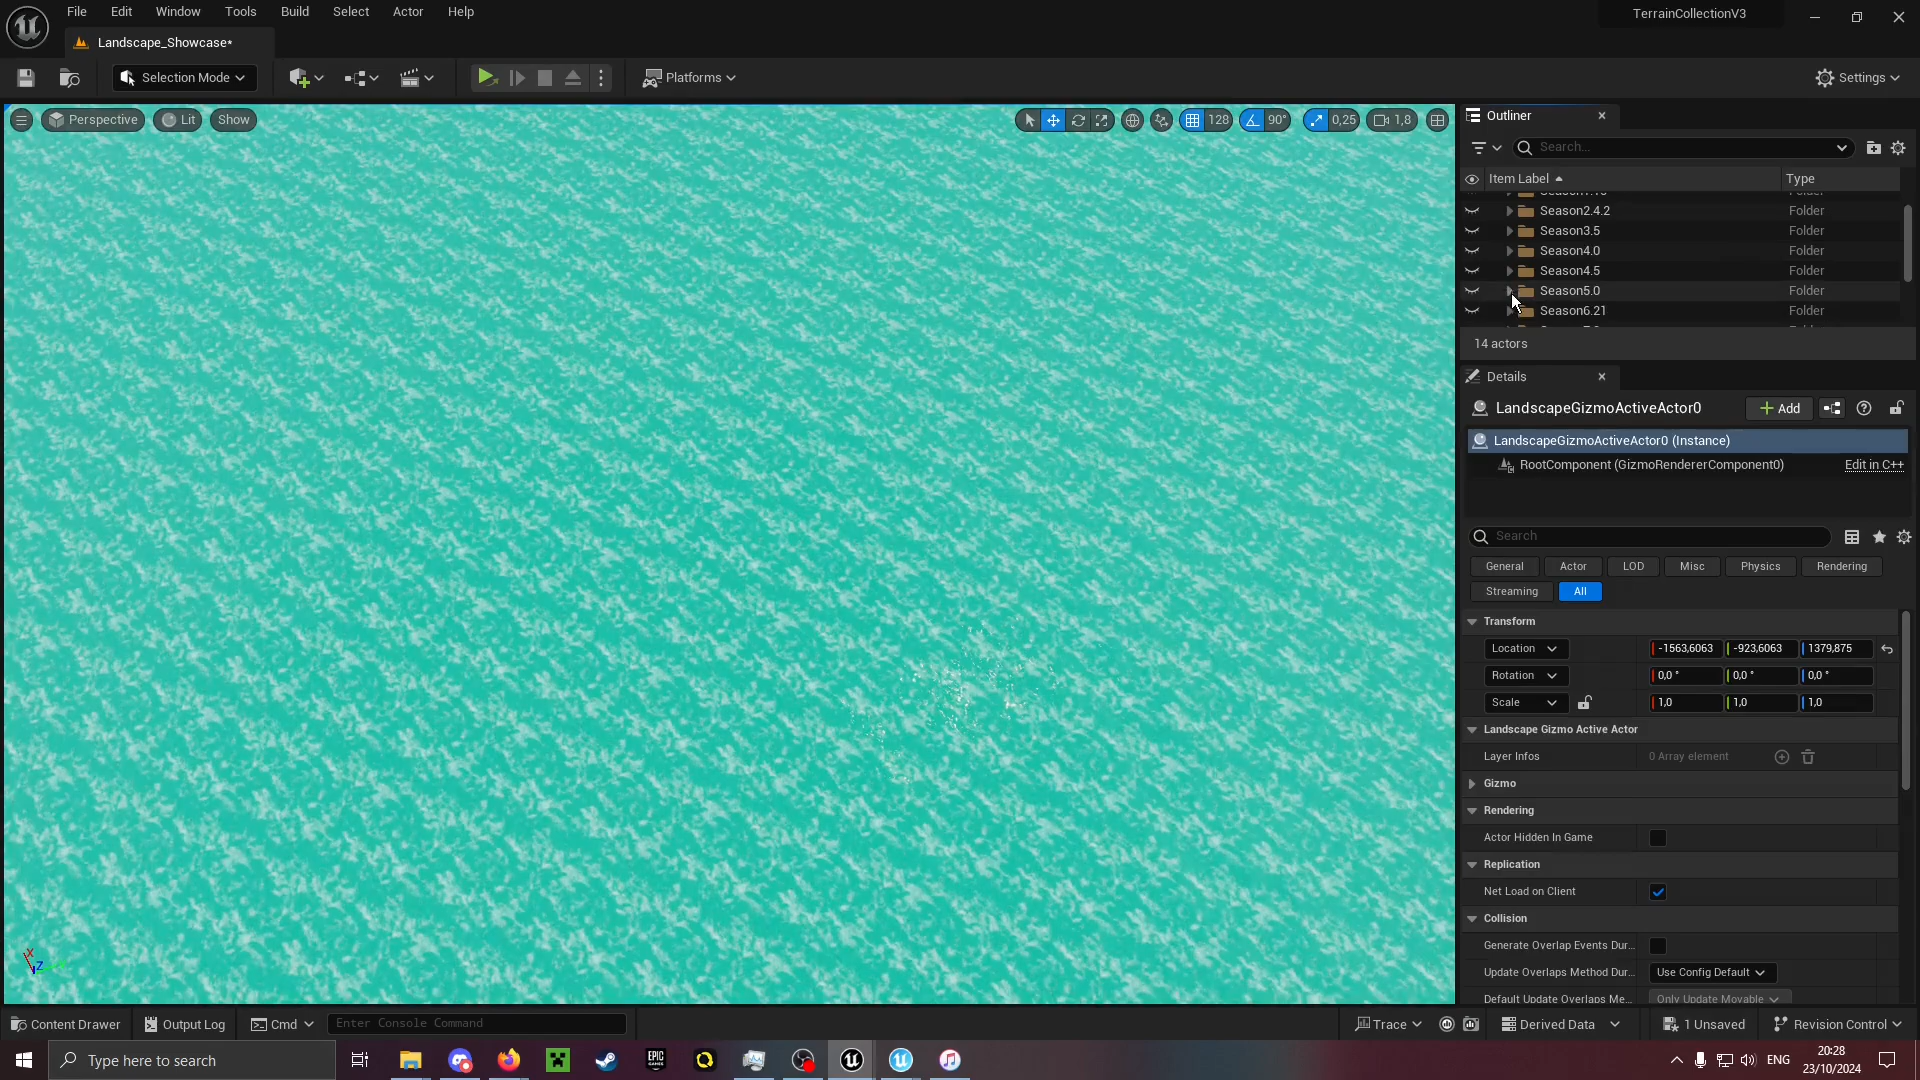 File Edit Window Tools Build Select Actor Help
TerrainCollectionV3
Landscape_Showcase*
Selection Mode
Platforms
Settings
Perspective Lit Show
128 90° 0,25 1,8
Outliner
Search...
Item Label Type
Season2.4.2 Folder
Season3.5 Folder
Season4.0 Folder
Season4.5 Folder
Season5.0 Folder
Season6.21 Folder
14 actors
Details
LandscapeGizmoActiveActor0 Add
LandscapeGizmoActiveActor0 (Instance)
RootComponent (GizmoRendererComponent0) Edit in C++
Search
General Actor LOD Misc Physics Rendering
Streaming All
Transform
Location -1563,6063 -923,6063 1379,875
Rotation 0,0 ° 0,0 ° 0,0 °
Scale 1,0 1,0 1,0
Landscape Gizmo Active Actor
Layer Infos 0 Array element
Gizmo
Rendering
Actor Hidden In Game
Replication
Net Load on Client
Collision
Generate Overlap Events Dur...
Update Overlaps Method Dur... Use Config Default
Default Update Overlaps Me... Only Update Movable
X
Z
Content Drawer Output Log Cmd Enter Console Command Trace Derived Data 1 Unsaved Revision Control
Type here to search
EPIC
ENG
20:28
23/10/2024